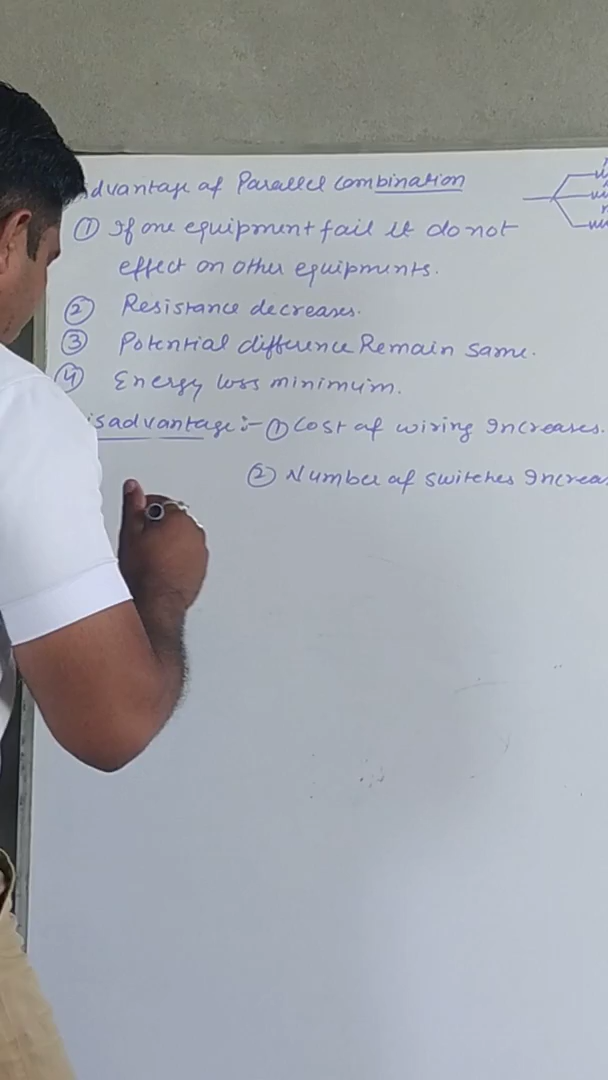 dvantage of Parallel Combination
① If one equipment fail it do not
effect on other equipments.
② Resistance decreases.
③ Potential difference Remain same.
④ Energy loss minimum.
isadvantage :- ① Cost of wiring Increases.
② Number of switches Increas